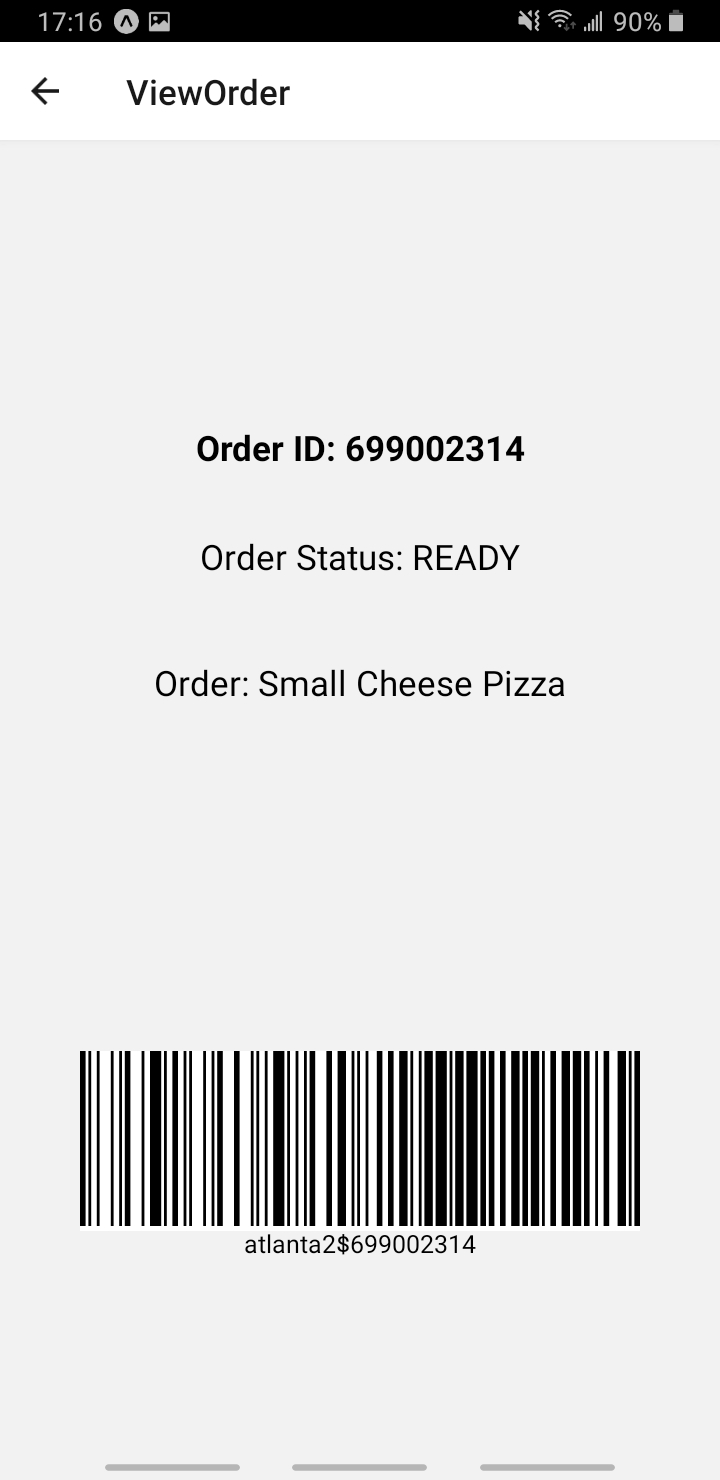 17:16
90%
ViewOrder
Order ID: 699002314
Order Status: READY
Order: Small Cheese Pizza
atlanta2$699002314